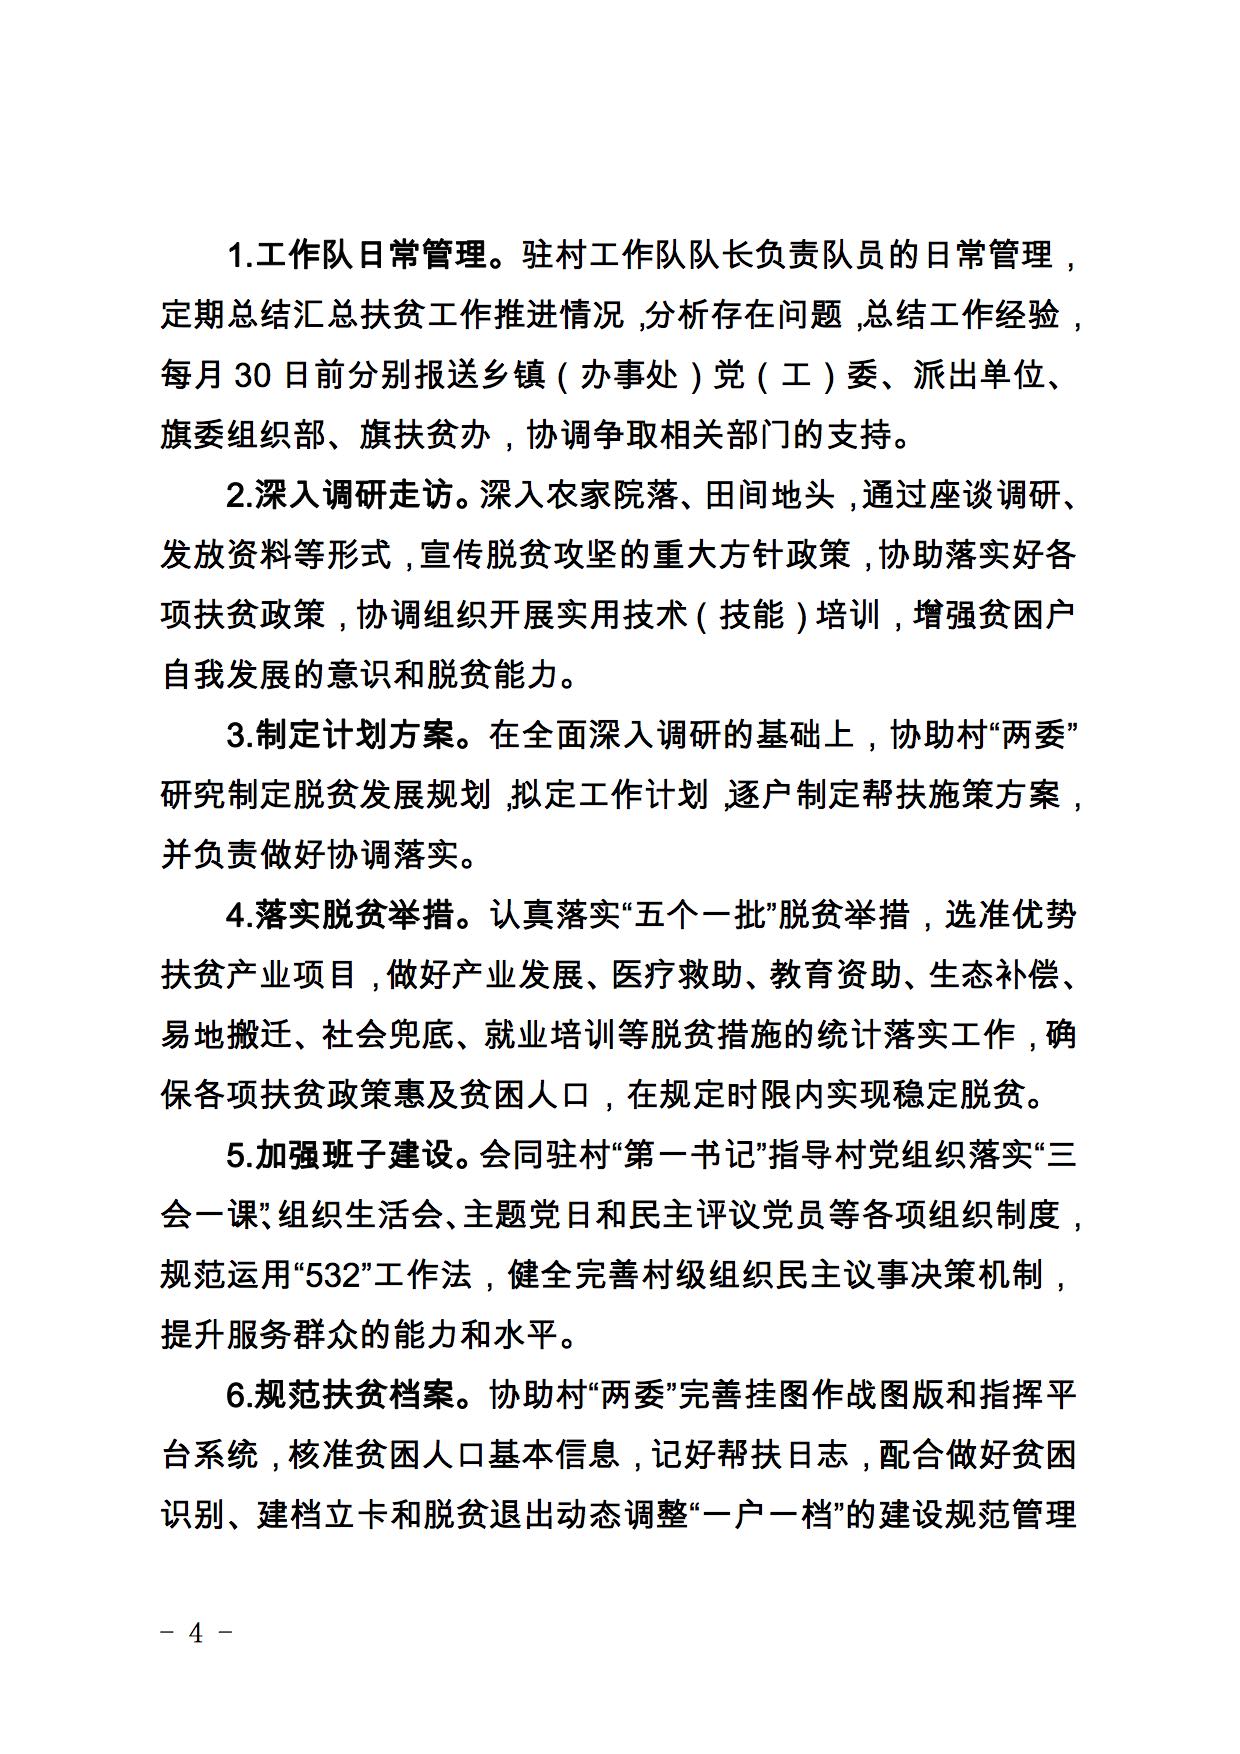 1.工作队日常管理。驻村工作队队长负责队员的日常管理，
定期总结汇总扶贫工作推进情况，分析存在问题，总结工作经验，
每月 30 日前分别报送乡镇（办事处）党（工）委、派出单位、
旗委组织部、旗扶贫办，协调争取相关部门的支持。
2.深入调研走访。深入农家院落、田间地头，通过座谈调研、
发放资料等形式，宣传脱贫攻坚的重大方针政策，协助落实好各
项扶贫政策，协调组织开展实用技术（技能）培训，增强贫困户
自我发展的意识和脱贫能力。
3.制定计划方案。在全面深入调研的基础上，协助村“两委”
研究制定脱贫发展规划，拟定工作计划，逐户制定帮扶施策方案，
并负责做好协调落实。
4.落实脱贫举措。认真落实“五个一批”脱贫举措，选准优势
扶贫产业项目，做好产业发展、医疗救助、教育资助、生态补偿、
易地搬迁、社会兜底、就业培训等脱贫措施的统计落实工作，确
保各项扶贫政策惠及贫困人口，在规定时限内实现稳定脱贫。
5.加强班子建设。会同驻村“第一书记”指导村党组织落实“三
会一课”、组织生活会、主题党日和民主评议党员等各项组织制度，
规范运用“532”工作法，健全完善村级组织民主议事决策机制，
提升服务群众的能力和水平。
6.规范扶贫档案。协助村“两委”完善挂图作战图版和指挥平
台系统，核准贫困人口基本信息，记好帮扶日志，配合做好贫困
识别、建档立卡和脱贫退出动态调整“一户一档”的建设规范管理
- 4 -